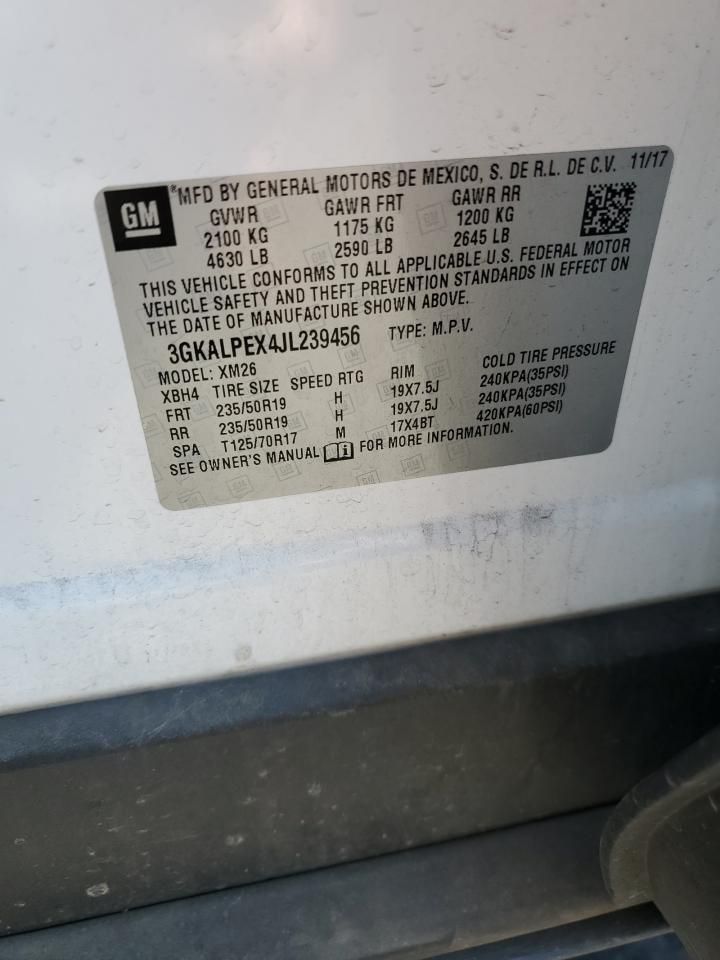 GM
®MFD BY GENERAL MOTORS DE MEXICO, S. DE R.L. DE C.V. 11/17
GVWR GAWR FRT GAWR RR
2100 KG 1175 KG 1200 KG
4630 LB 2590 LB 2645 LB
THIS VEHICLE CONFORMS TO ALL APPLICABLE U.S. FEDERAL MOTOR
VEHICLE SAFETY AND THEFT PREVENTION STANDARDS IN EFFECT ON
THE DATE OF MANUFACTURE SHOWN ABOVE.
3GKALPEX4JL239456 TYPE: M.P.V.
MODEL: XM26
XBH4 TIRE SIZE SPEED RTG RIM COLD TIRE PRESSURE
FRT 235/50R19 H 19X7.5J 240KPA(35PSI)
RR 235/50R19 H 19X7.5J 240KPA(35PSI)
SPA T125/70R17 M 17X4BT 420KPA(60PSI)
SEE OWNER'S MANUAL FOR MORE INFORMATION.